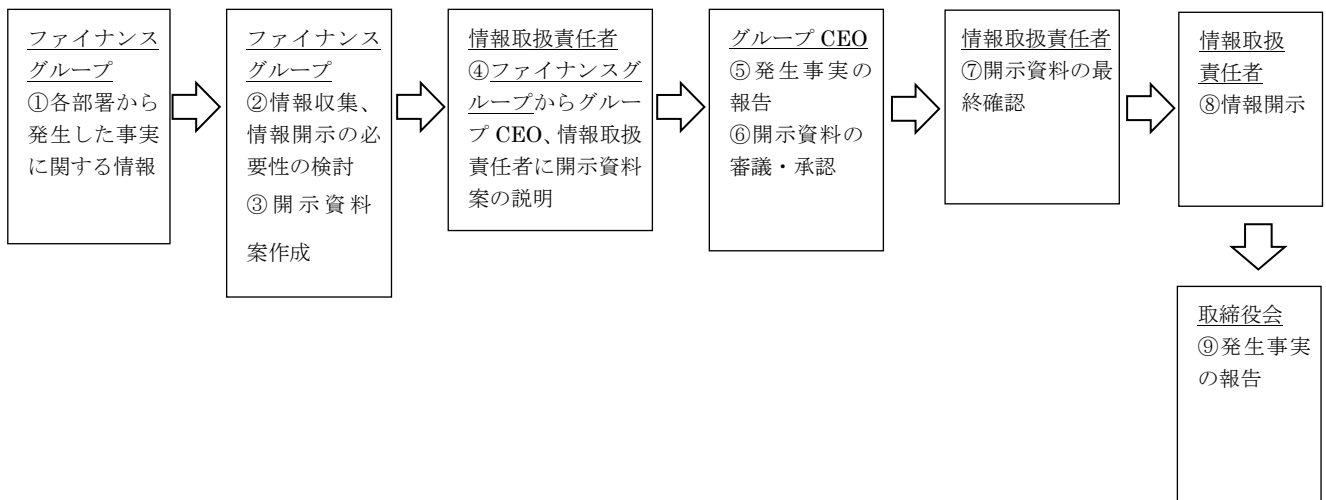 ファイナンス
グループ
①各部署から
発生した事実
に関する情報
ファイナンス
グループ
②情報収集、
情報開示の必
要性の検討
③開示資料
案作成
情報取扱責任者
④ファイナンスグ
ループからグルー
プ CEO、情報取扱
責任者に開示資料
案の説明
グループ CEO
⑤発生事実の
報告
⑥開示資料の
審議・承認
情報取扱責任者
⑦開示資料の最
終確認
情報取扱
責任者
⑧情報開示
取締役会
⑨発生事実
の報告